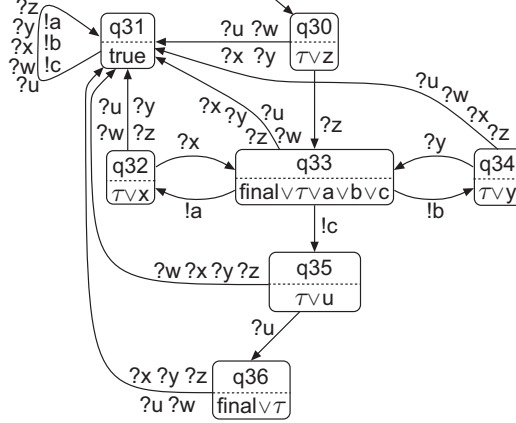 ?z
!a
?y
!b
?x
!c
?w
?u
q31
true
?u ?w
?x ?y
q30
τ∨z
?z
?u
?w
?x
?z
?u ?y
?w ?z
?x
?y
?u
?z
?w
q32
τ∨x
?x
!a
q33
final∨τ∨a∨b∨c
?y
!b
q34
τ∨y
!c
?w ?x ?y ?z
q35
τ∨u
?u
?x ?y ?z
?u ?w
q36
final∨τ